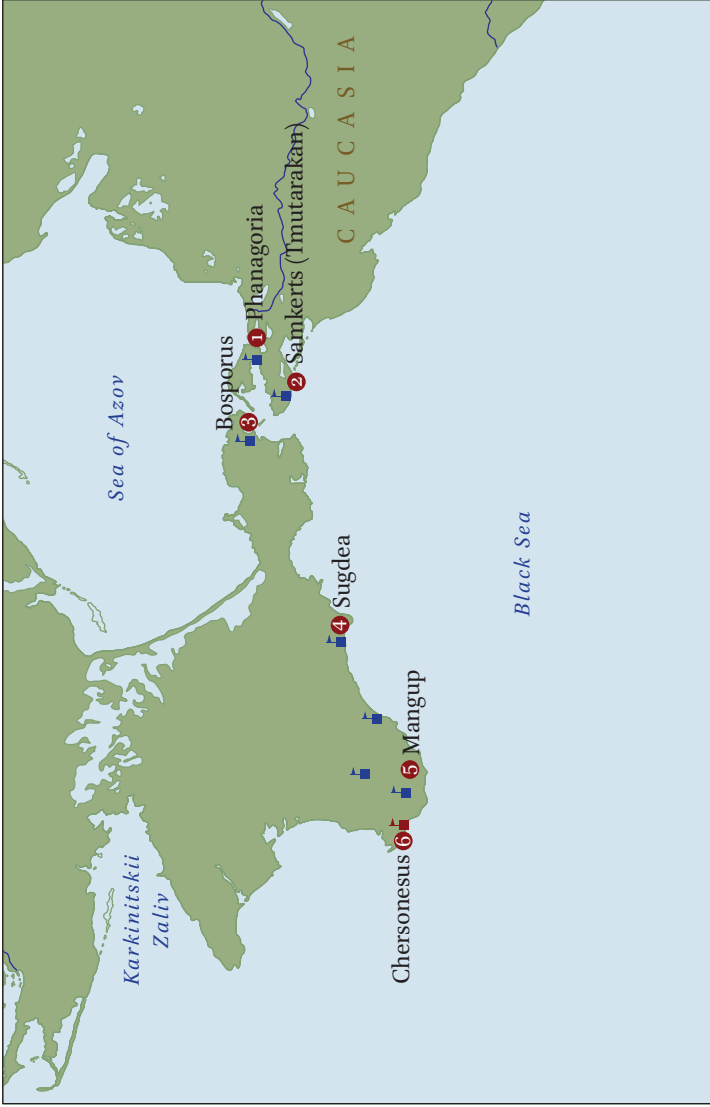 Sea of Azov
Karkinitskii
Zaliv
Bosporus
3
1
Phanagoria
2
Samkerts (Tmutarakan)
CAUCASIA
4
Sugdea
5
Mangup
Chersonesus
6
Black Sea